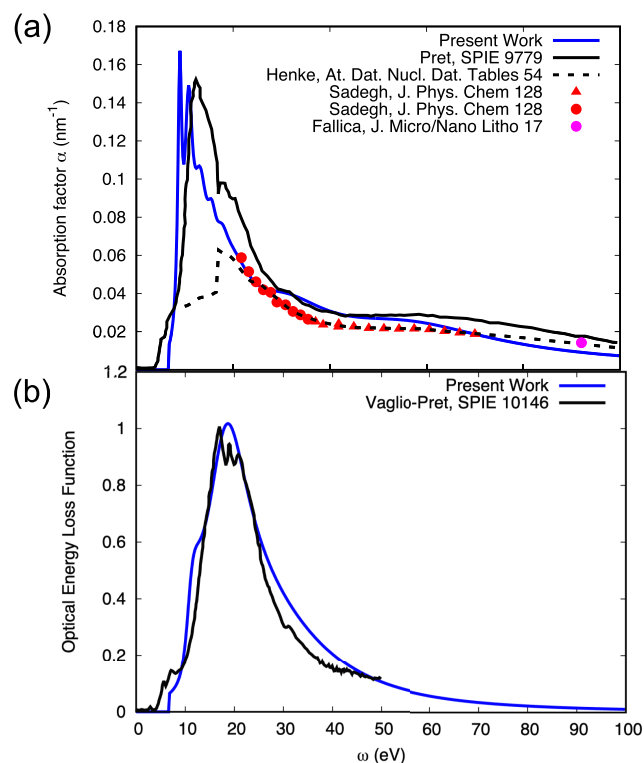 (a)
Present Work
Pret, SPIE 9779
Henke, At. Dat. Nucl. Dat. Tables 54
Sadegh, J. Phys. Chem 128
Sadegh, J. Phys. Chem 128
Fallica, J. Micro/Nano Litho 17
Absorption factor α (nm⁻¹)
0.18
0.16
0.14
0.12
0.1
0.08
0.06
0.04
0.02
(b)
Present Work
Vaglio-Pret, SPIE 10146
Optical Energy Loss Function
1.2
1
0.8
0.6
0.4
0.2
0
0 10 20 30 40 50 60 70 80 90 100
ω (eV)